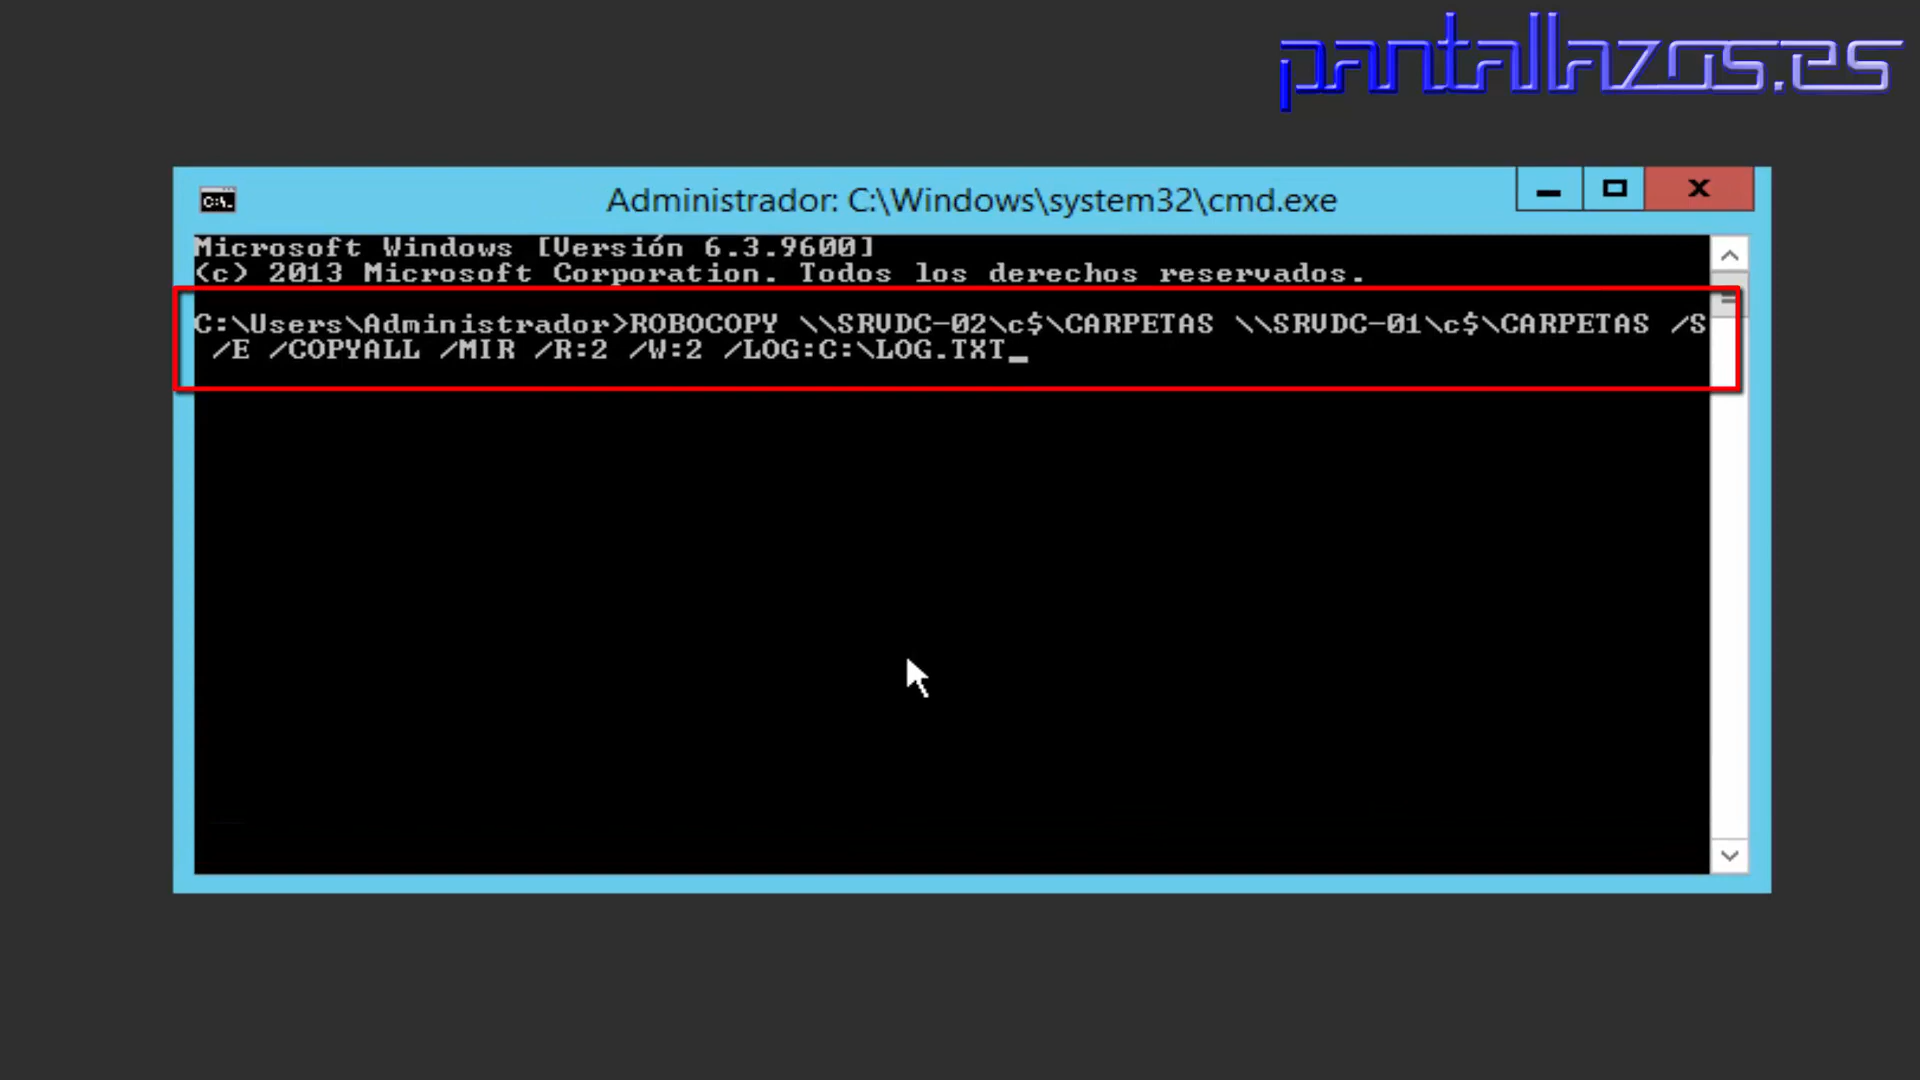 pantallazos.es
C:\.
Administrador: C:\Windows\system32\cmd.exe
Microsoft Windows [Versión 6.3.9600]
(c) 2013 Microsoft Corporation. Todos los derechos reservados.
C:\Users\Administrador>ROBOCOPY \\SRVDC-02\c$\CARPETAS \\SRVDC-01\c$\CARPETAS /S
/E /COPYALL /MIR /R:2 /W:2 /LOG:C:\LOG.TXT_